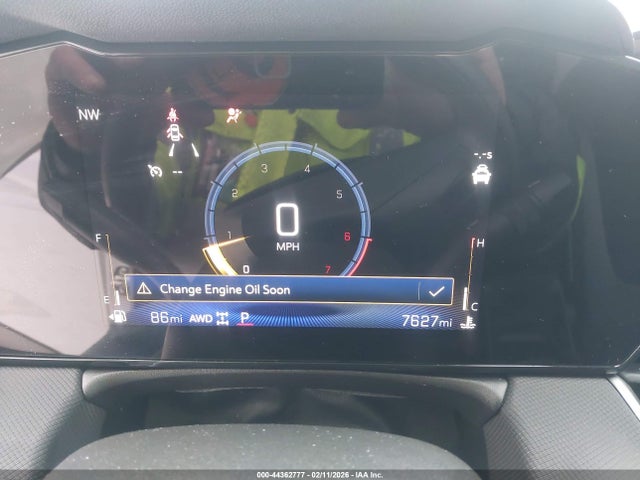 NW
-.-s
--
0
1
2
3
4
5
6
7
0
MPH
F
E
H
C
Change Engine Oil Soon
86mi AWD P 7627mi
000-44362777 - 02/11/2026 - IAA Inc.